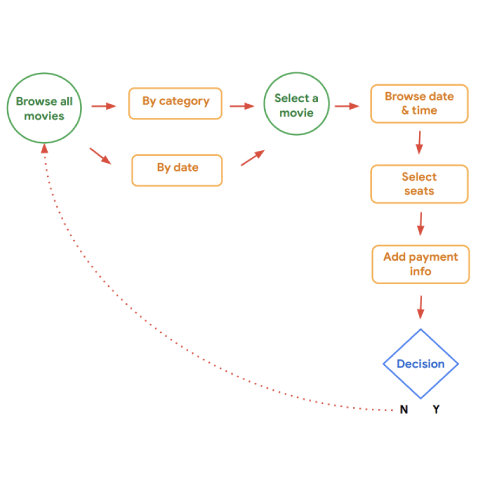 Browse all
movies
By category
By date
Select a
movie
Browse date
& time
Select
seats
Add payment
info
Decision
N
Y